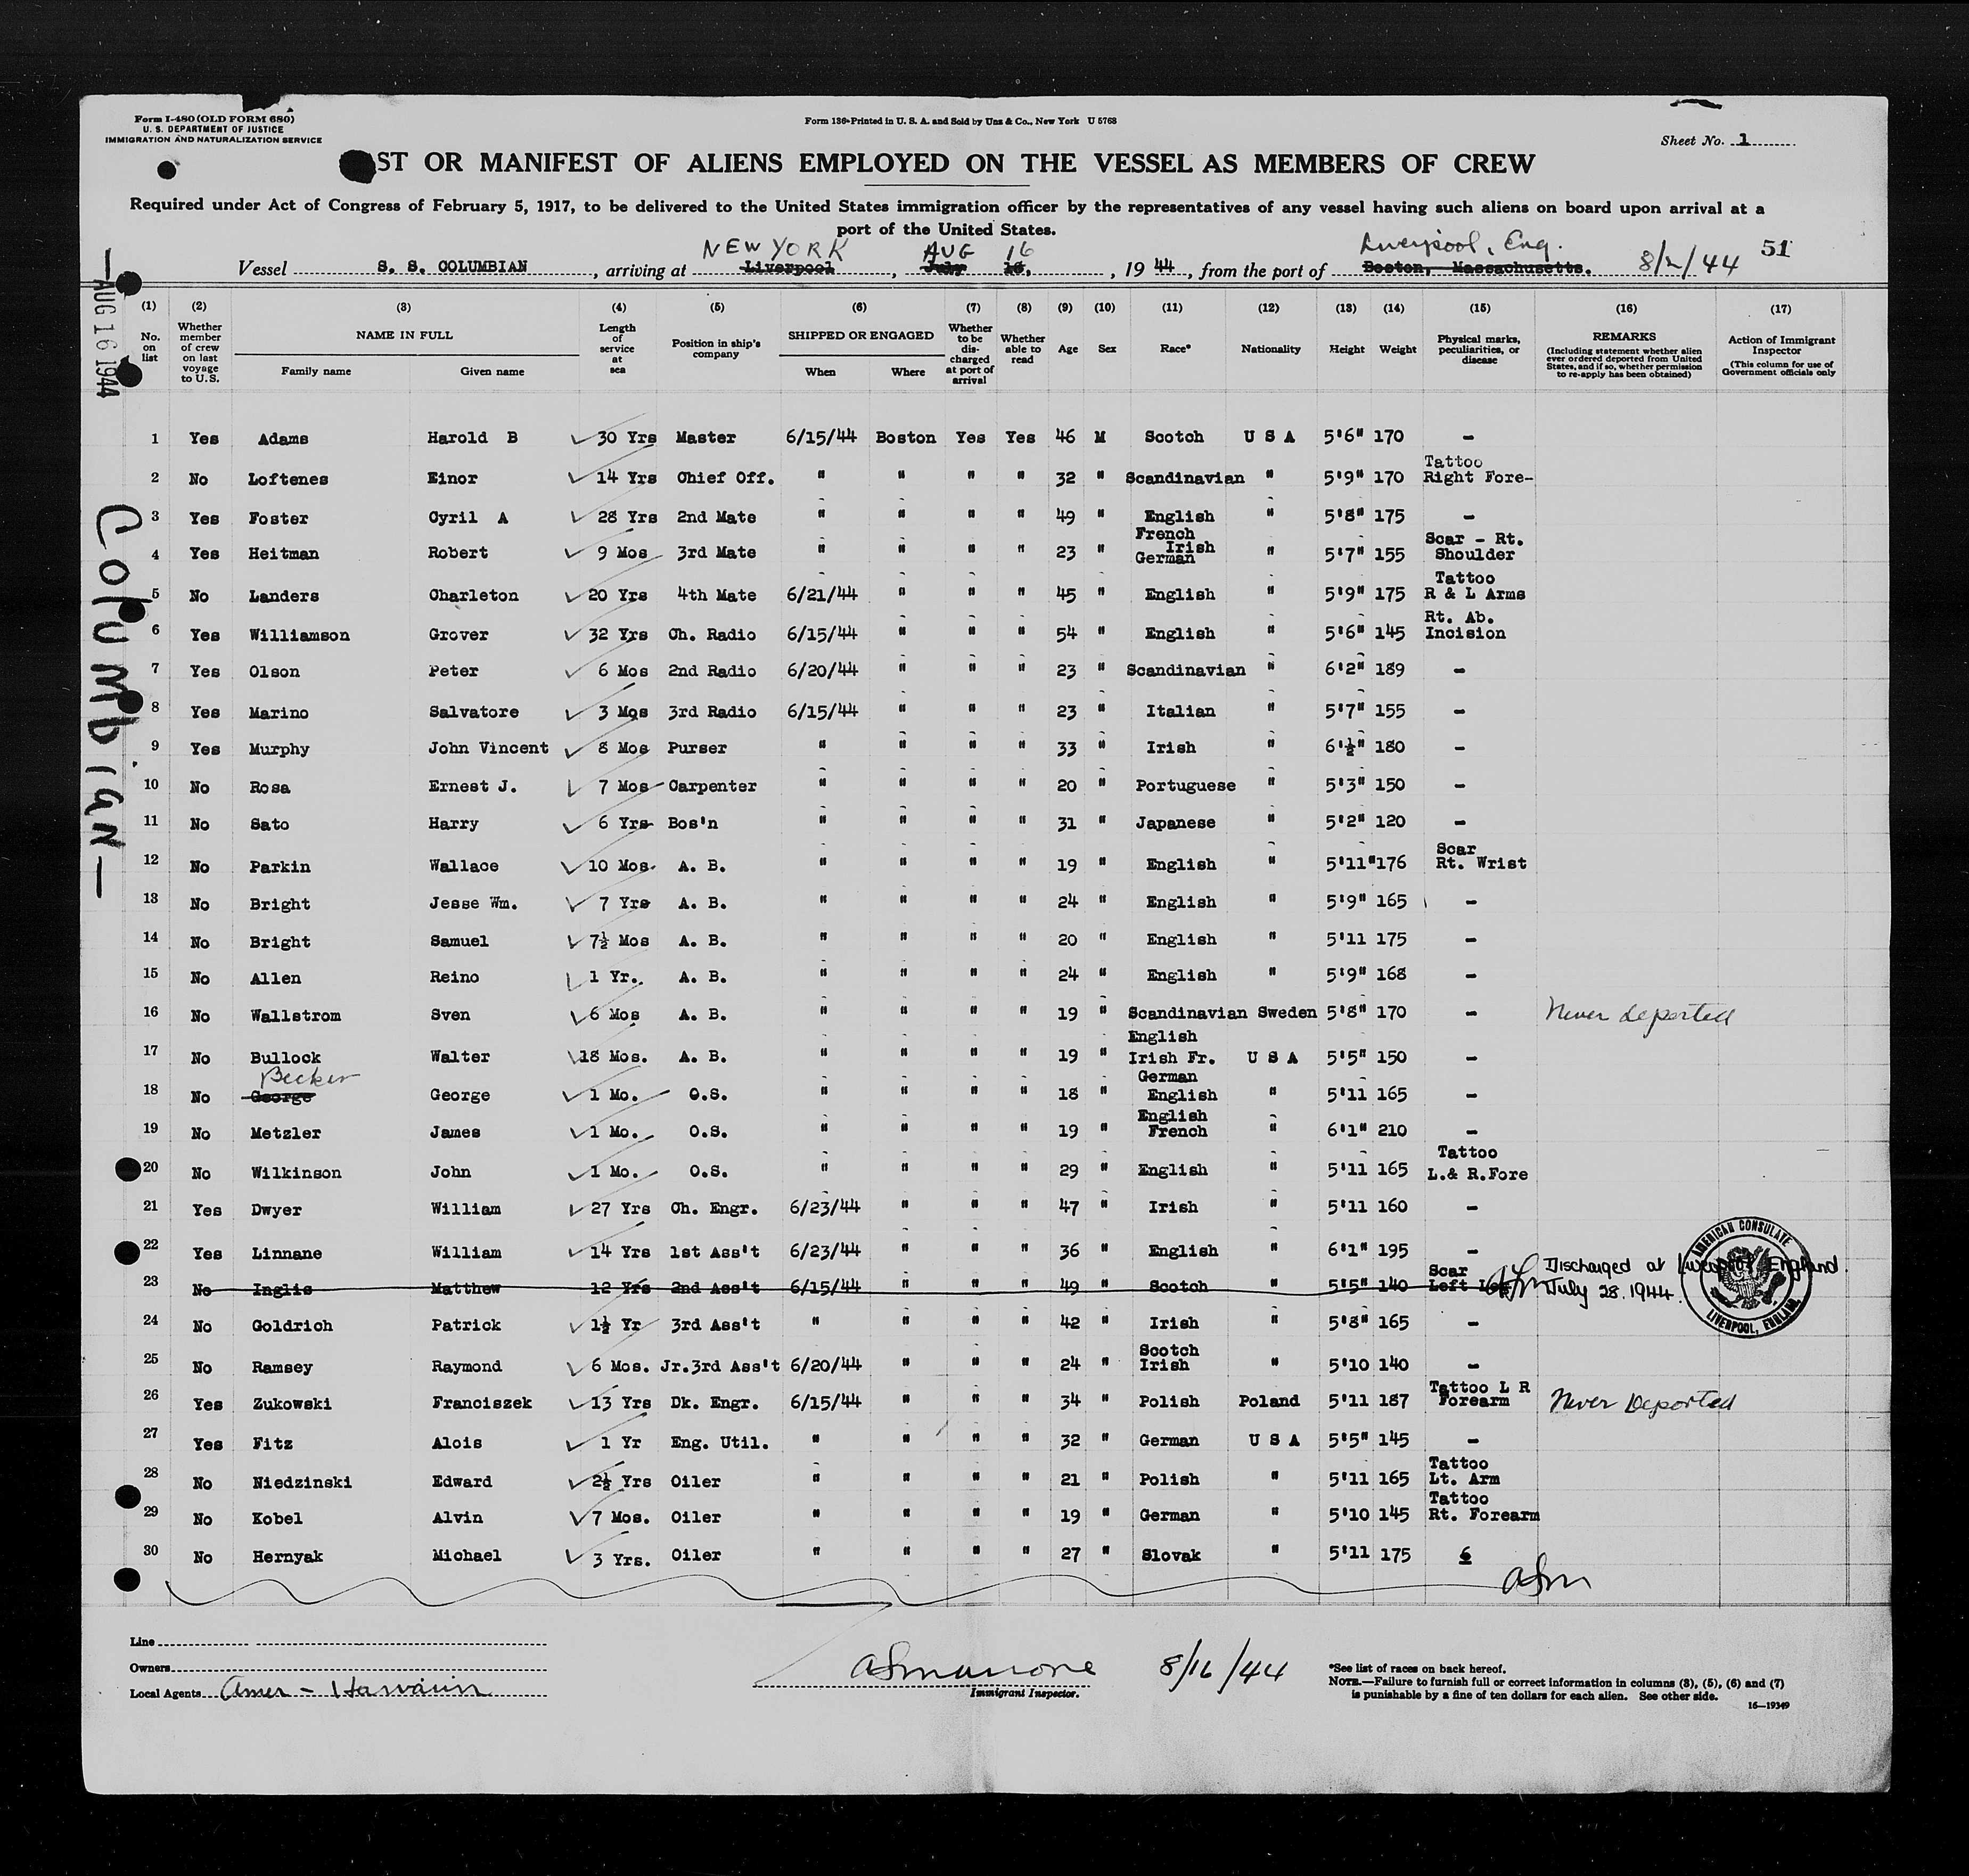 Form I-480 (OLD FORM 680)
U. S. DEPARTMENT OF JUSTICE
IMMIGRATION AND NATURALIZATION SERVICE
Form 136-Printed in U. S. A. and Sold by Unz & Co., New York U 5768
Sheet No. 1
ST OR MANIFEST OF ALIENS EMPLOYED ON THE VESSEL AS MEMBERS OF CREW
Required under Act of Congress of February 5, 1917, to be delivered to the United States immigration officer by the representatives of any vessel having such aliens on board upon arrival at a
port of the United States.
NEW YORK AUG 16 Liverpool, Eng. 8/2/44 51
Vessel S. S. COLUMBIAN, arriving at Liverpool, July 18, 1944, from the port of Boston, Massachusetts.
AUG 16 1944
COLUMBIAN
(1) (2) (3) (4) (5) (6) (7) (8) (9) (10) (11) (12) (13) (14) (15) (16) (17)
No. on list
Whether member of crew on last voyage to U.S.
NAME IN FULL
Family name Given name
Length of service at sea
Position in ship's company
SHIPPED OR ENGAGED
When Where
Whether to be discharged at port of arrival
Whether able to read
Age
Sex
Race*
Nationality
Height
Weight
Physical marks, peculiarities, or disease
REMARKS
(Including statement whether alien ever ordered deported from United States, and if so, whether permission to re-apply has been obtained)
Action of Immigrant Inspector
(This column for use of Government officials only
1 Yes Adams Harold B 30 Yrs Master 6/15/44 Boston Yes Yes 46 M Scotch U S A 5'6" 170 -
2 No Loftenes Einor 14 Yrs Chief Off. " " " " 32 " Scandinavian " 5'9" 170 Tattoo Right Fore-
3 Yes Foster Cyril A 28 Yrs 2nd Mate " " " " 49 " English " 5'8" 175 -
4 Yes Heitman Robert 9 Mos 3rd Mate " " " " 23 " French Irish German " 5'7" 155 Scar - Rt. Shoulder
5 No Landers Charleton 20 Yrs 4th Mate 6/21/44 " " " 45 " English " 5'9" 175 Tattoo R & L Arms
6 Yes Williamson Grover 32 Yrs Ch. Radio 6/15/44 " " " 54 " English " 5'6" 145 Rt. Ab. Incision
7 Yes Olson Peter 6 Mos 2nd Radio 6/20/44 " " " 23 " Scandinavian " 6'2" 189 -
8 Yes Marino Salvatore 3 Mos 3rd Radio 6/15/44 " " " 23 " Italian " 5'7" 155 -
9 Yes Murphy John Vincent 8 Mos Purser " " " " 33 " Irish " 6'½" 180 -
10 No Rosa Ernest J. 7 Mos Carpenter " " " " 20 " Portuguese " 5'3" 150 -
11 No Sato Harry 6 Yrs Bos'n " " " " 31 " Japanese " 5'2" 120 -
12 No Parkin Wallace 10 Mos. A. B. " " " " 19 " English " 5'11" 176 Scar Rt. Wrist
13 No Bright Jesse Wm. 7 Yrs A. B. " " " " 24 " English " 5'9" 165 -
14 No Bright Samuel 7½ Mos A. B. " " " " 20 " English " 5'11 175 -
15 No Allen Reino 1 Yr. A. B. " " " " 24 " English " 5'9" 168 -
16 No Wallstrom Sven 6 Mos A. B. " " " " 19 " Scandinavian Sweden 5'8" 170 - Never deported
17 No Bullock Walter 18 Mos. A. B. " " " " 19 " English Irish Fr. U S A 5'5" 150 -
18 No George Becker George 1 Mo. O.S. " " " " 18 " German English " 5'11 165 -
19 No Metzler James 1 Mo. O.S. " " " " 19 " English French " 6'1" 210 -
20 No Wilkinson John 1 Mo. O.S. " " " " 29 " English " 5'11 165 Tattoo L.& R.Fore
21 Yes Dwyer William 27 Yrs Ch. Engr. 6/23/44 " " " 47 " Irish " 5'11 160 -
22 Yes Linnane William 14 Yrs 1st Ass't 6/23/44 " " " 36 " English " 6'1" 195 -
23 No Inglis Matthew 12 Yrs 2nd Ass't 6/15/44 " " " 49 " Scotch " 5'5" 140 Scar Left Discharged at Liverpool England. July 28. 1944.
AMERICAN CONSULATE LIVERPOOL, ENGLAND.
24 No Goldrich Patrick 1½ Yr 3rd Ass't " " " " 42 " Irish " 5'8" 165 -
25 No Ramsey Raymond 6 Mos. Jr.3rd Ass't 6/20/44 " " " 24 " Scotch Irish " 5'10 140 -
26 Yes Zukowski Franciszek 13 Yrs Dk. Engr. 6/15/44 " " " 34 " Polish Poland 5'11 187 Tattoo L R Forearm Never Deported
27 Yes Fitz Alois 1 Yr Eng. Util. " " " " 32 " German U S A 5'5" 145 -
28 No Niedzinski Edward 2½ Yrs Oiler " " " " 21 " Polish " 5'11 165 Tattoo Lt. Arm
29 No Kobel Alvin 7 Mos. Oiler " " " " 19 " German " 5'10 145 Tattoo Rt. Forearm
30 No Hernyak Michael 3 Yrs. Oiler " " " " 27 " Slovak " 5'11 175 6
Line
Owners
Local Agents Amer - Hawaiian
8/16/44
Immigrant Inspector.
*See list of races on back hereof.
NOTE.—Failure to furnish full or correct information in columns (3), (5), (6) and (7)
is punishable by a fine of ten dollars for each alien. See other side.
16—19349